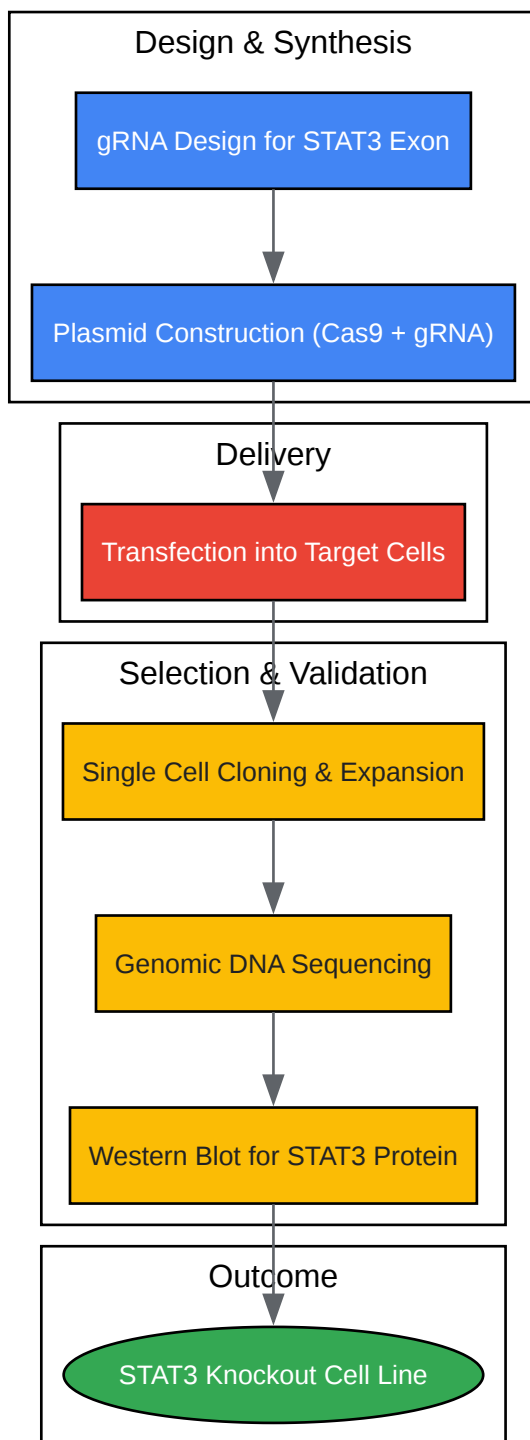 Design & Synthesis
gRNA Design for STAT3 Exon
Plasmid Construction (Cas9 + gRNA)
Delivery
Transfection into Target Cells
Selection & Validation
Single Cell Cloning & Expansion
Genomic DNA Sequencing
Western Blot for STAT3 Protein
Outcome
STAT3 Knockout Cell Line